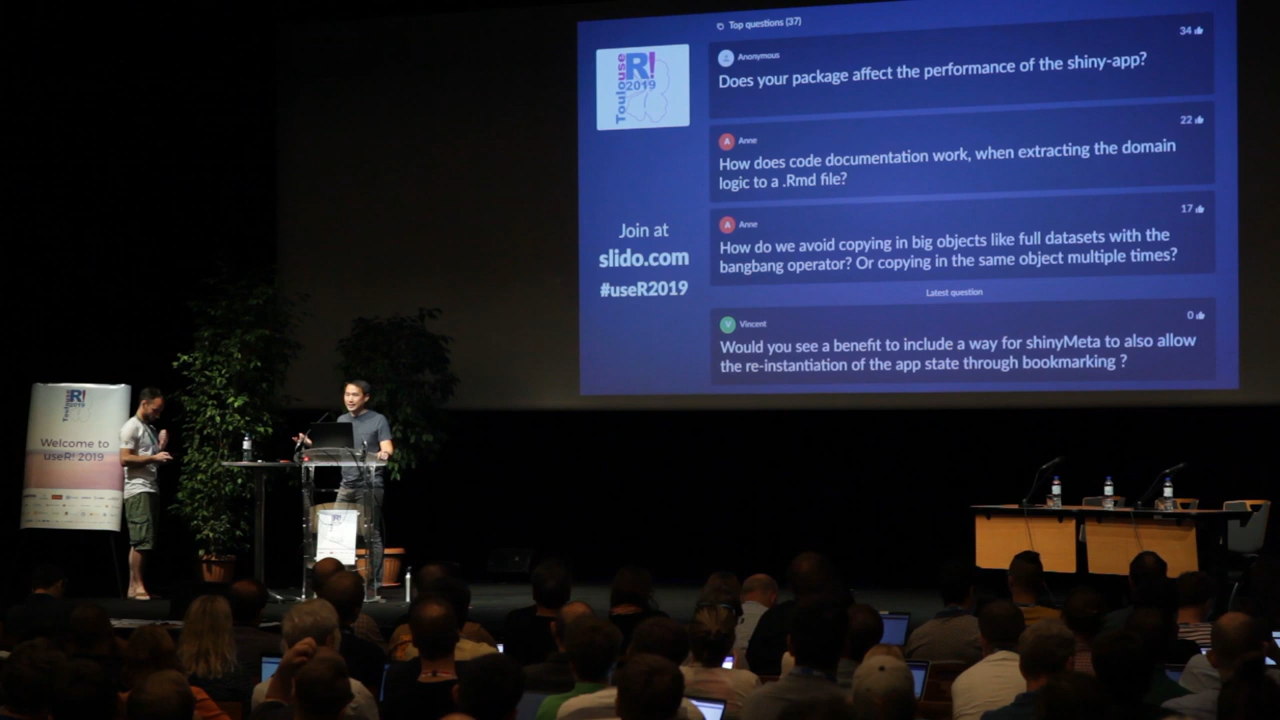 Top questions (37)
Toulouse
R!
2019
Anonymous
34
Does your package affect the performance of the shiny-app?
A
Anne
22
How does code documentation work, when extracting the domain
logic to a .Rmd file?
A
Anne
17
How do we avoid copying in big objects like full datasets with the
bangbang operator? Or copying in the same object multiple times?
Join at
slido.com
#useR2019
Latest question
V
Vincent
0
Would you see a benefit to include a way for shinyMeta to also allow
the re-instantiation of the app state through bookmarking ?
Toulouse
R!
2019
Welcome to
useR! 2019